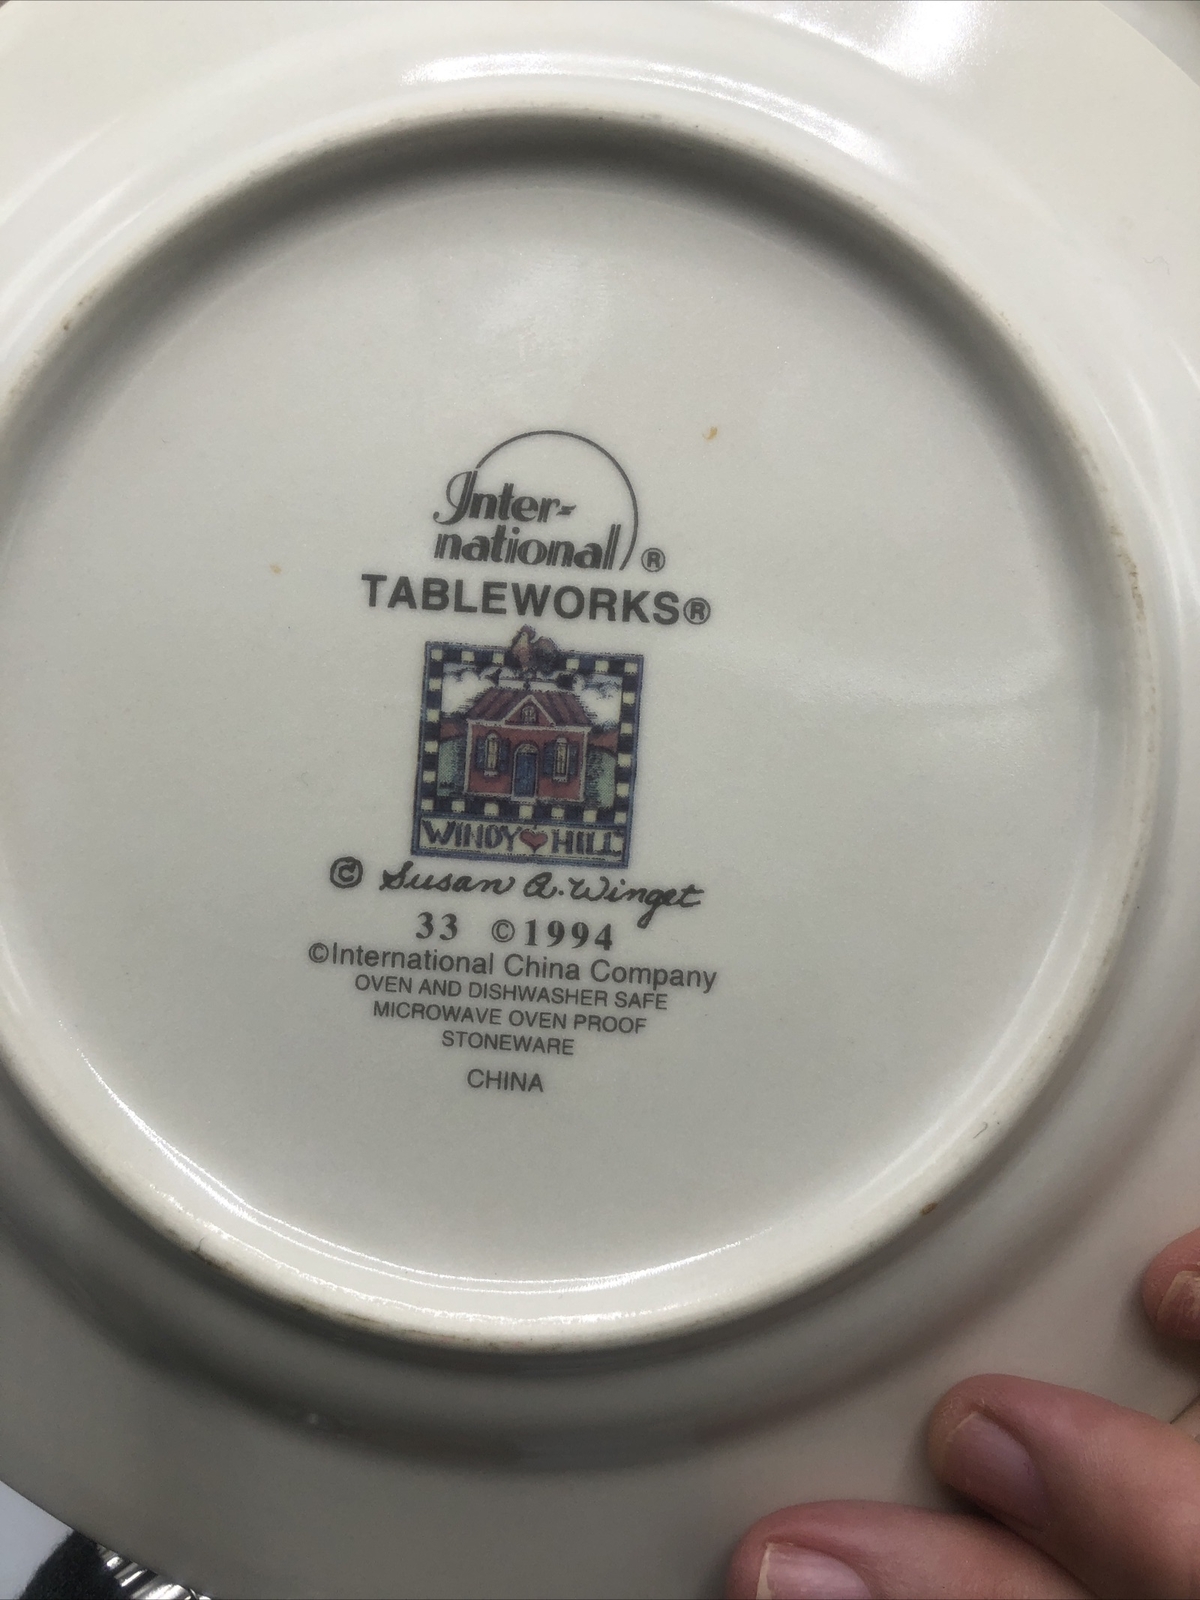 Inter-
national®
TABLEWORKS®
WINDY♥HILL
© Susan A. Winget
33 ©1994
©International China Company
OVEN AND DISHWASHER SAFE
MICROWAVE OVEN PROOF
STONEWARE
CHINA